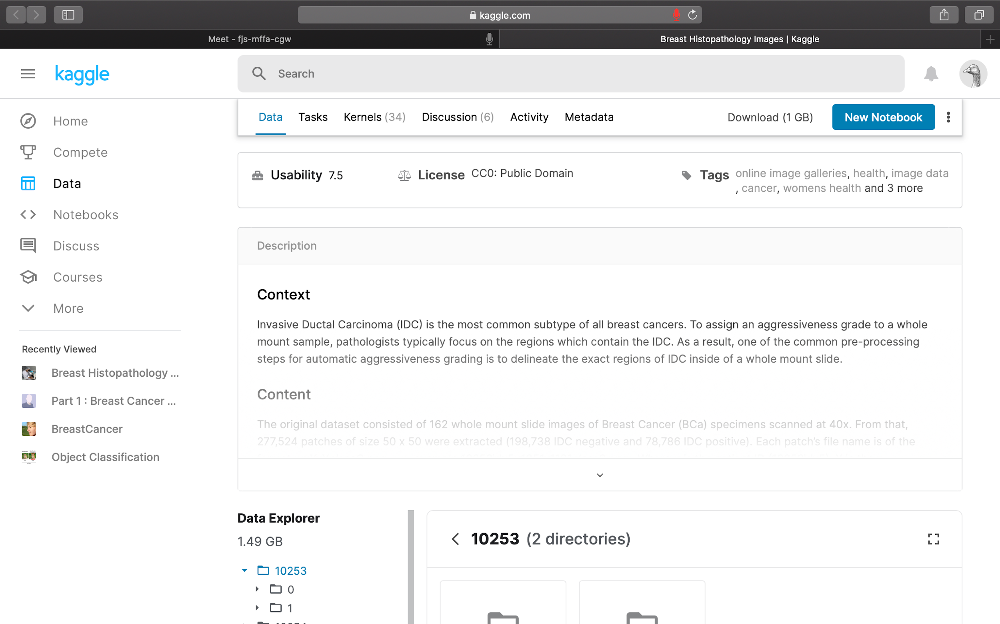 kaggle.com
Meet - fjs-mffa-cgw
Breast Histopathology Images | Kaggle
kaggle
Search
Home
Compete
Data
Notebooks
Discuss
Courses
More
Recently Viewed
Breast Histopathology ...
Part 1 : Breast Cancer ...
BreastCancer
Object Classification
Data Tasks Kernels (34) Discussion (6) Activity Metadata Download (1 GB) New Notebook
Usability 7.5 License CC0: Public Domain Tags online image galleries, health, image data
, cancer, womens health and 3 more
Description
Context
Invasive Ductal Carcinoma (IDC) is the most common subtype of all breast cancers. To assign an aggressiveness grade to a whole
mount sample, pathologists typically focus on the regions which contain the IDC. As a result, one of the common pre-processing
steps for automatic aggressiveness grading is to delineate the exact regions of IDC inside of a whole mount slide.
Content
The original dataset consisted of 162 whole mount slide images of Breast Cancer (BCa) specimens scanned at 40x. From that,
277,524 patches of size 50 x 50 were extracted (198,738 IDC negative and 78,786 IDC positive). Each patch's file name is of the
Data Explorer
1.49 GB
10253
0
1
10253 (2 directories)